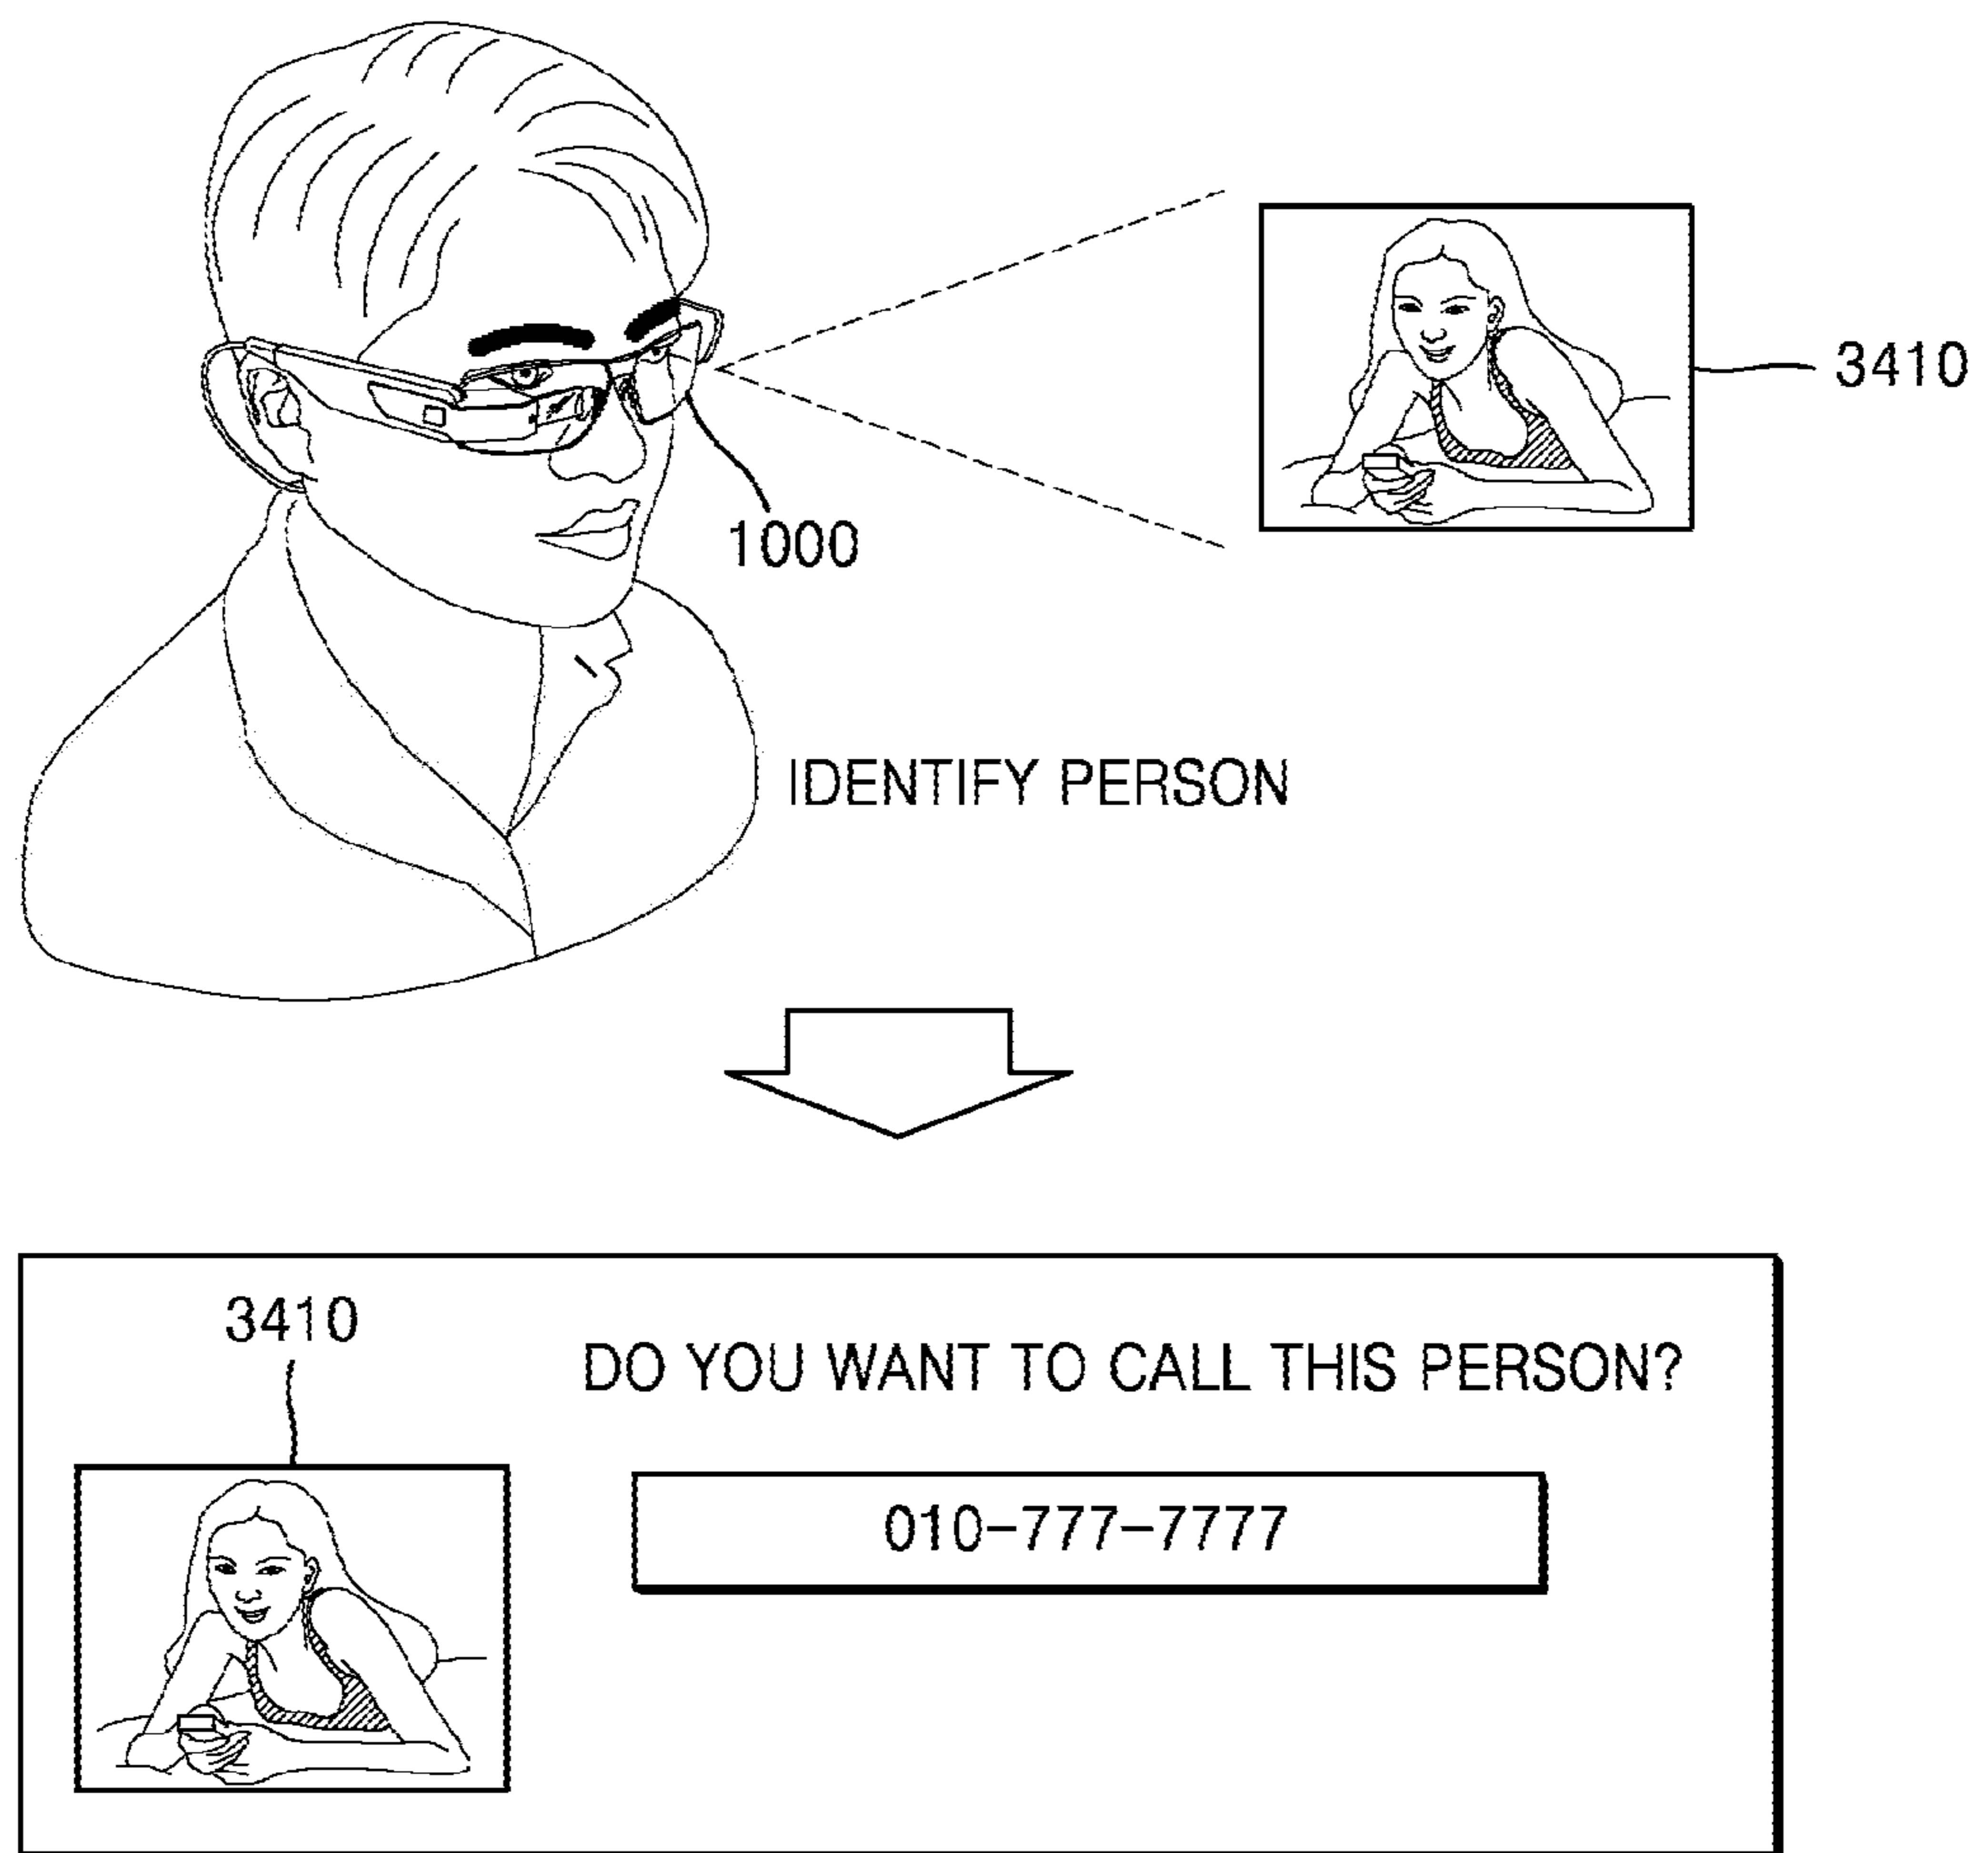 3410
1000
IDENTIFY PERSON
3410
DO YOU WANT TO CALL THIS PERSON?
010-777-7777